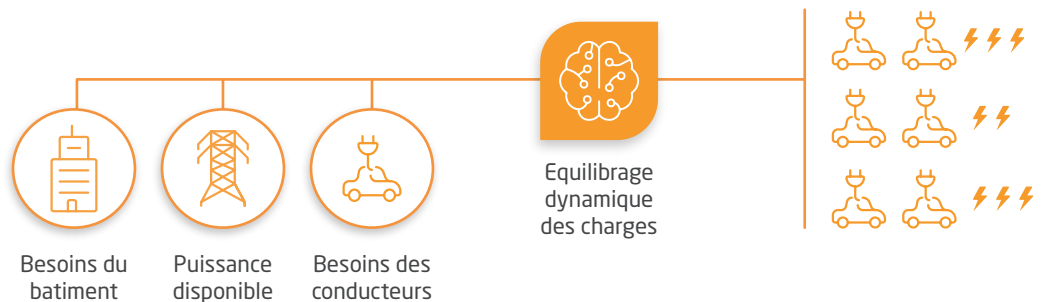 Equilibrage
dynamique
des charges
Besoins du
batiment
Puissance
disponible
Besoins des
conducteurs